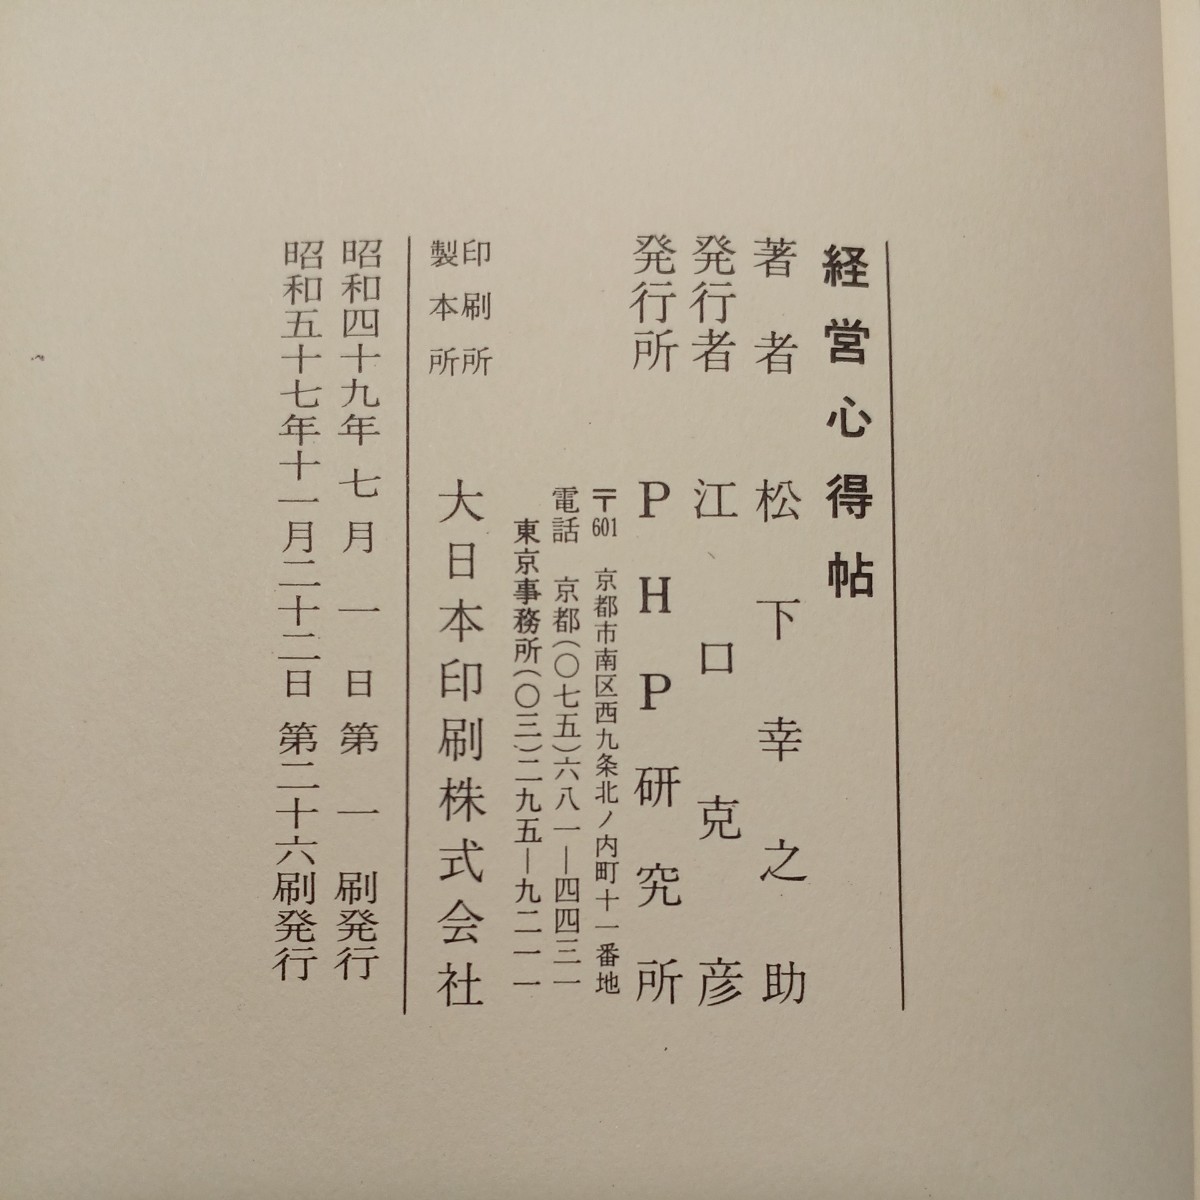 経営心得帖
著者 松下幸之助
発行者 江口克彦
発行所 PHP研究所
〒601 京都市南区西九条北ノ内町十一番地
電話 京都(〇七五)六八一―四四三一
東京事務所(〇三)二九五―九二一一
印刷所
製本所
大日本印刷株式会社
昭和四十九年七月一日第一刷発行
昭和五十七年十一月二十二日第二十六刷発行